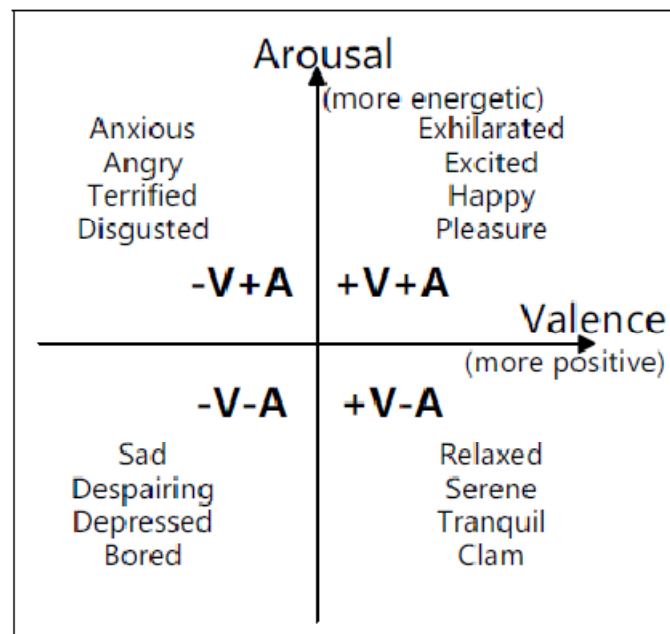 Arousal
(more energetic)
Anxious
Angry
Terrified
Disgusted
Exhilarated
Excited
Happy
Pleasure
-V+A
+V+A
Valence
(more positive)
-V-A
+V-A
Sad
Despairing
Depressed
Bored
Relaxed
Serene
Tranquil
Clam